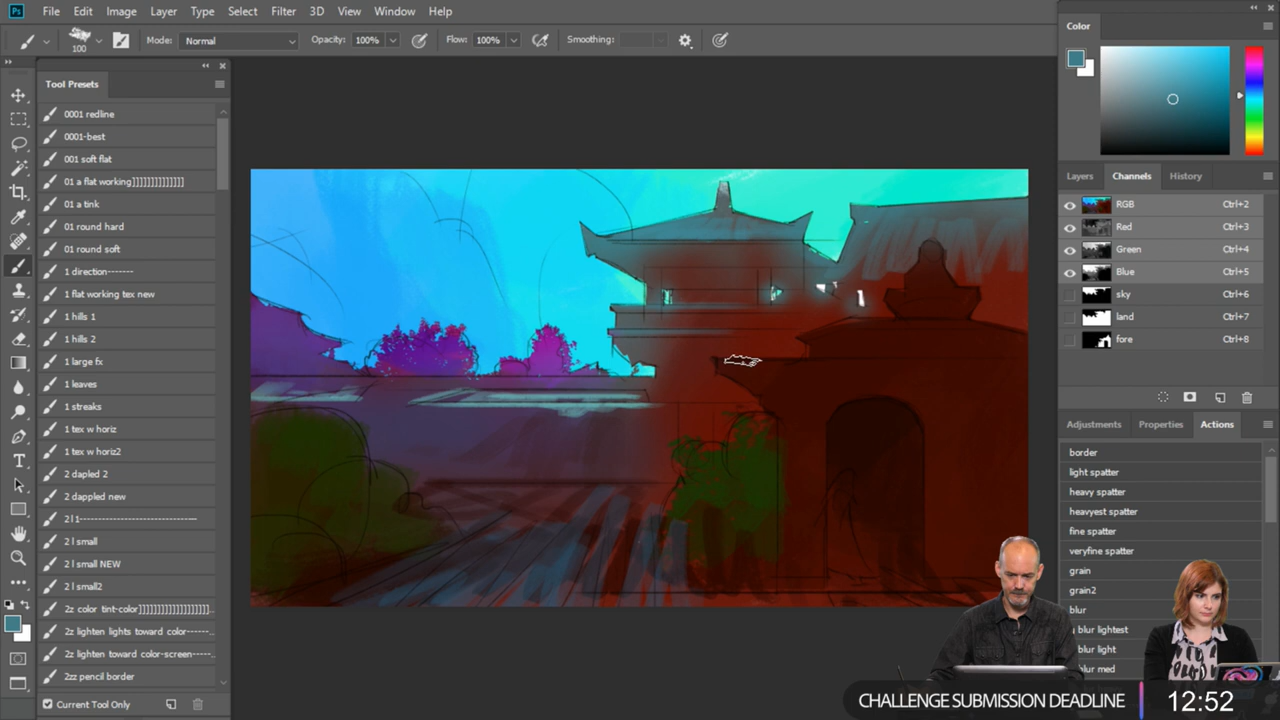 Ps File Edit Image Layer Type Select Filter 3D View Window Help
100 Mode: Normal Opacity: 100% Flow: 100% Smoothing:
Tool Presets
0001 redline
0001-best
001 soft flat
01 a flat working]]]]]]]]]]]]]]
01 a tink
01 round hard
01 round soft
1 direction-------
1 flat working tex new
1 hills 1
1 hills 2
1 large fx
1 leaves
1 streaks
1 tex w horiz
1 tex w horiz2
2 dapled 2
2 dappled new
2 l 1--------------------------------
2 l small
2 l small NEW
2 l small2
2z color tint-color]]]]]]]]]]]]]]]]]]]]...
2z lighten lights toward color------...
2z lighten toward color-screen----...
2zz pencil border
Current Tool Only
Color
Layers Channels History
RGB Ctrl+2
Red Ctrl+3
Green Ctrl+4
Blue Ctrl+5
sky Ctrl+6
land Ctrl+7
fore Ctrl+8
Adjustments Properties Actions
border
light spatter
heavy spatter
heavyest spatter
fine spatter
veryfine spatter
grain
grain2
blur
blur lightest
blur light
blur med
CHALLENGE SUBMISSION DEADLINE 12:52